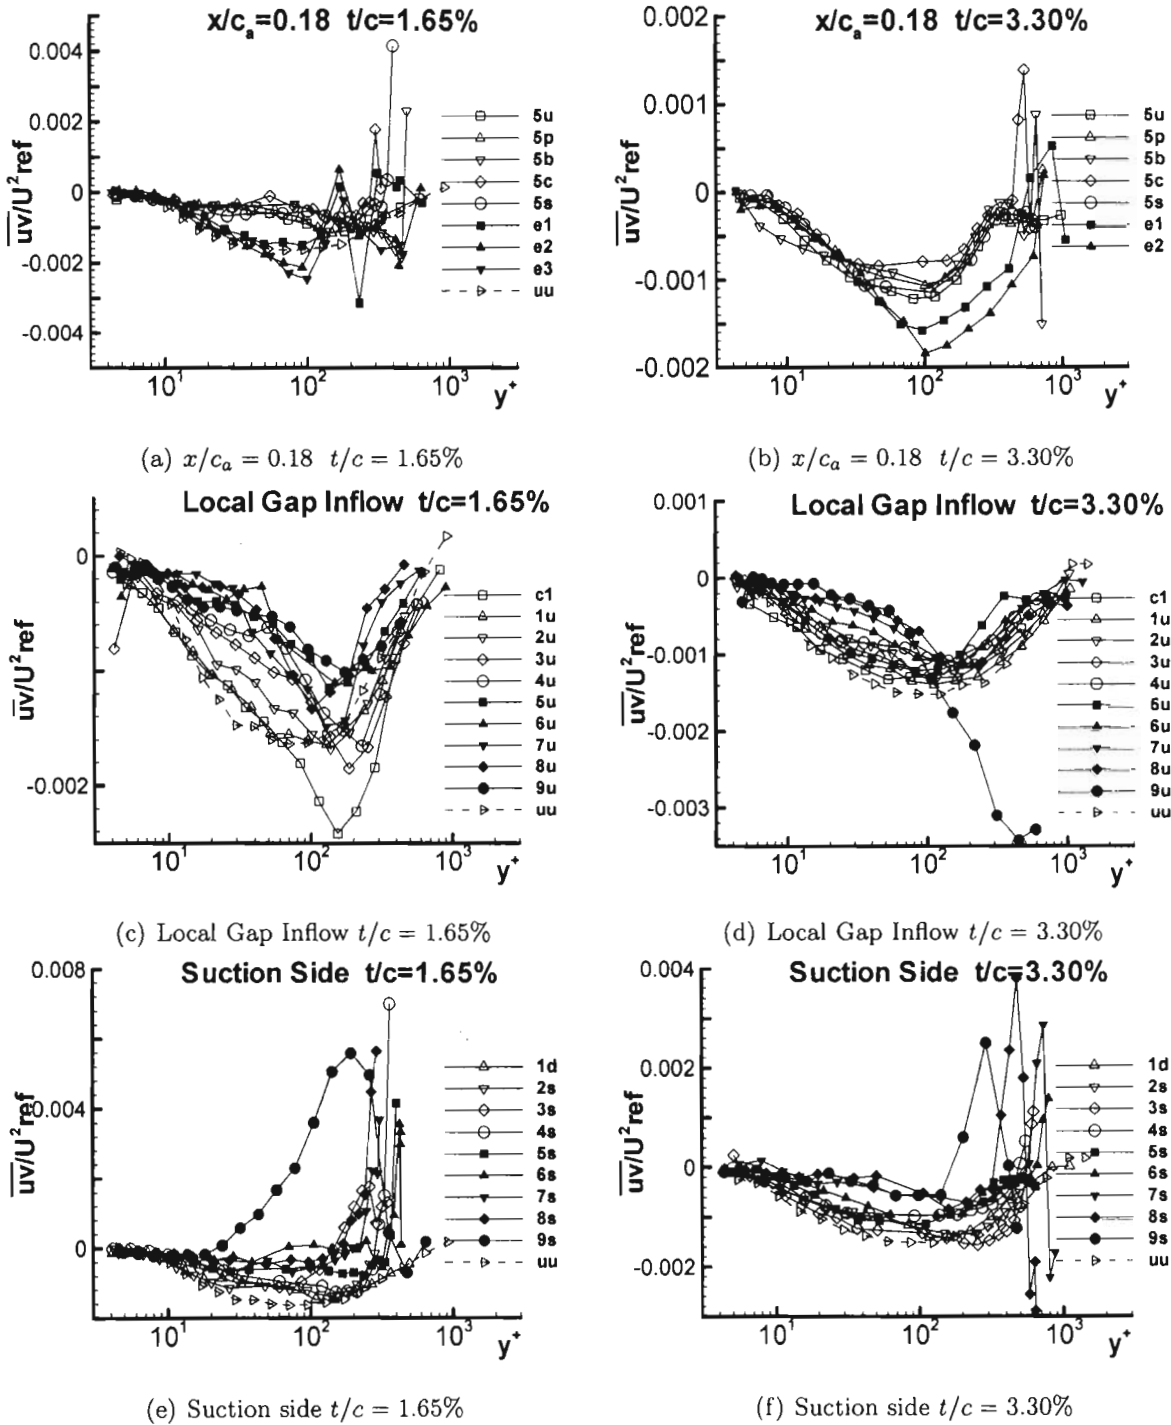 x/ca=0.18 t/c=1.65%
0.004
0.002
0
-0.002
-0.004
uv/U²ref
10¹
10²
10³
y⁺
5u
5p
5b
5c
5s
e1
e2
e3
uu
(a) x/ca = 0.18 t/c = 1.65%
x/ca=0.18 t/c=3.30%
0.002
0.001
0
-0.001
-0.002
uv/U²ref
10¹
10²
10³
y⁺
5u
5p
5b
5c
5s
e1
e2
(b) x/ca = 0.18 t/c = 3.30%
Local Gap Inflow t/c=1.65%
0
-0.002
uv/U²ref
10¹
10²
10³
y⁺
c1
1u
2u
3u
4u
5u
6u
7u
8u
9u
uu
(c) Local Gap Inflow t/c = 1.65%
Local Gap Inflow t/c=3.30%
0.001
0
-0.001
-0.002
-0.003
uv/U²ref
10¹
10²
10³
y⁺
c1
1u
2u
3u
4u
5u
6u
7u
8u
9u
uu
(d) Local Gap Inflow t/c = 3.30%
Suction Side t/c=1.65%
0.008
0.004
0
uv/U²ref
10¹
10²
10³
y⁺
1d
2s
3s
4s
5s
6s
7s
8s
9s
uu
(e) Suction side t/c = 1.65%
Suction Side t/c=3.30%
0.004
0.002
0
-0.002
uv/U²ref
10¹
10²
10³
y⁺
1d
2s
3s
4s
5s
6s
7s
8s
9s
uu
(f) Suction side t/c = 3.30%